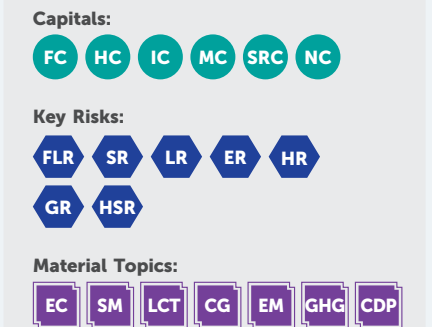 Capitals:
FC HC IC MC SRC NC
Key Risks:
FLR SR LR ER HR
GR HSR
Material Topics:
EC SM LCT CG EM GHG CDP